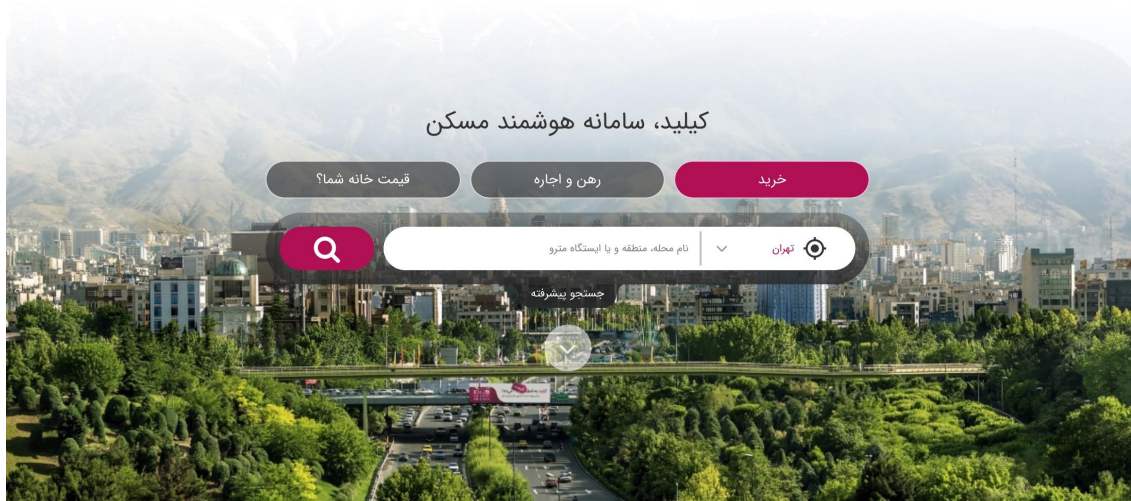 کیلید، سامانه هوشمند مسکن
خرید
رهن و اجاره
قیمت خانه شما؟
تهران
نام محله، منطقه و یا ایستگاه مترو
جستجو پیشرفته